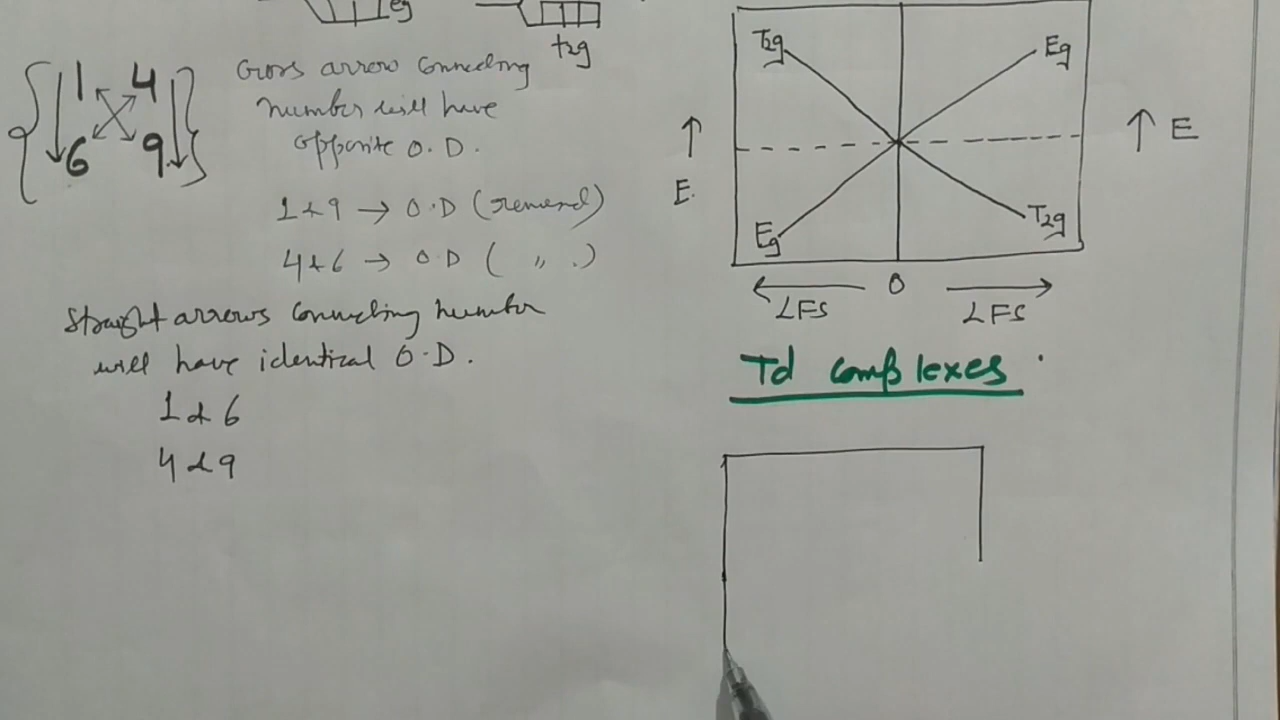 eg
t2g
1 4
6 9
Cross arrow connecting
number will have
opposite O.D.
1 & 9 → O.D (reversed)
4 & 6 → O.D ( ,, .)
Straight arrows connecting number
will have identical O.D.
1 & 6
4 & 9
T2g Eg
↑ ↑ E
E.
Eg T2g
← 0 →
LFS LFS
Td complexes